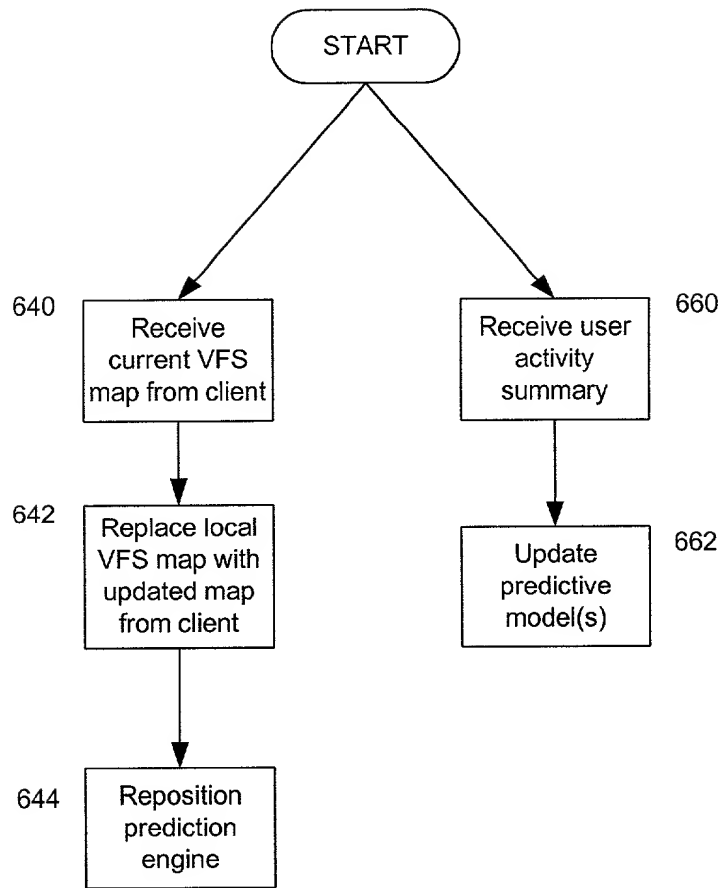 START
640
Receive
current VFS
map from client
660
Receive user
activity
summary
642
Replace local
VFS map with
updated map
from client
662
Update
predictive
model(s)
644
Reposition
prediction
engine